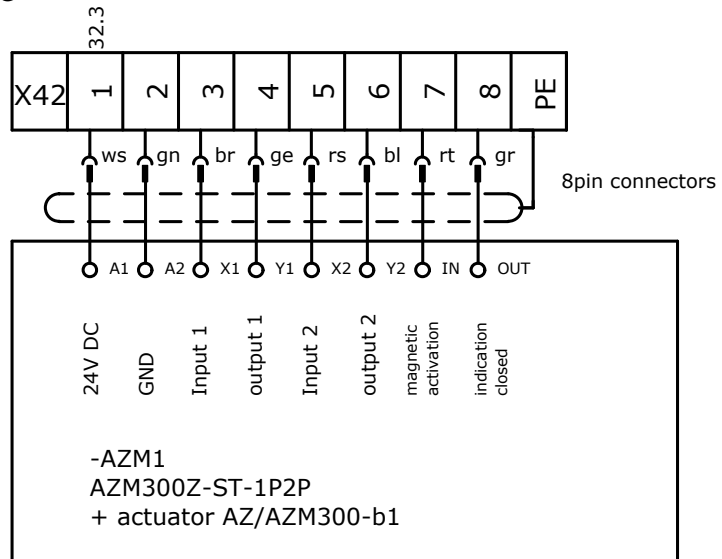 32.3
X42 1 2 3 4 5 6 7 8 PE
ws gn br ge rs bl rt gr
8pin connectors
A1 A2 X1 Y1 X2 Y2 IN OUT
24V DC
GND
Input 1
output 1
Input 2
output 2
magnetic
activation
indication
closed
-AZM1
AZM300Z-ST-1P2P
+ actuator AZ/AZM300-b1